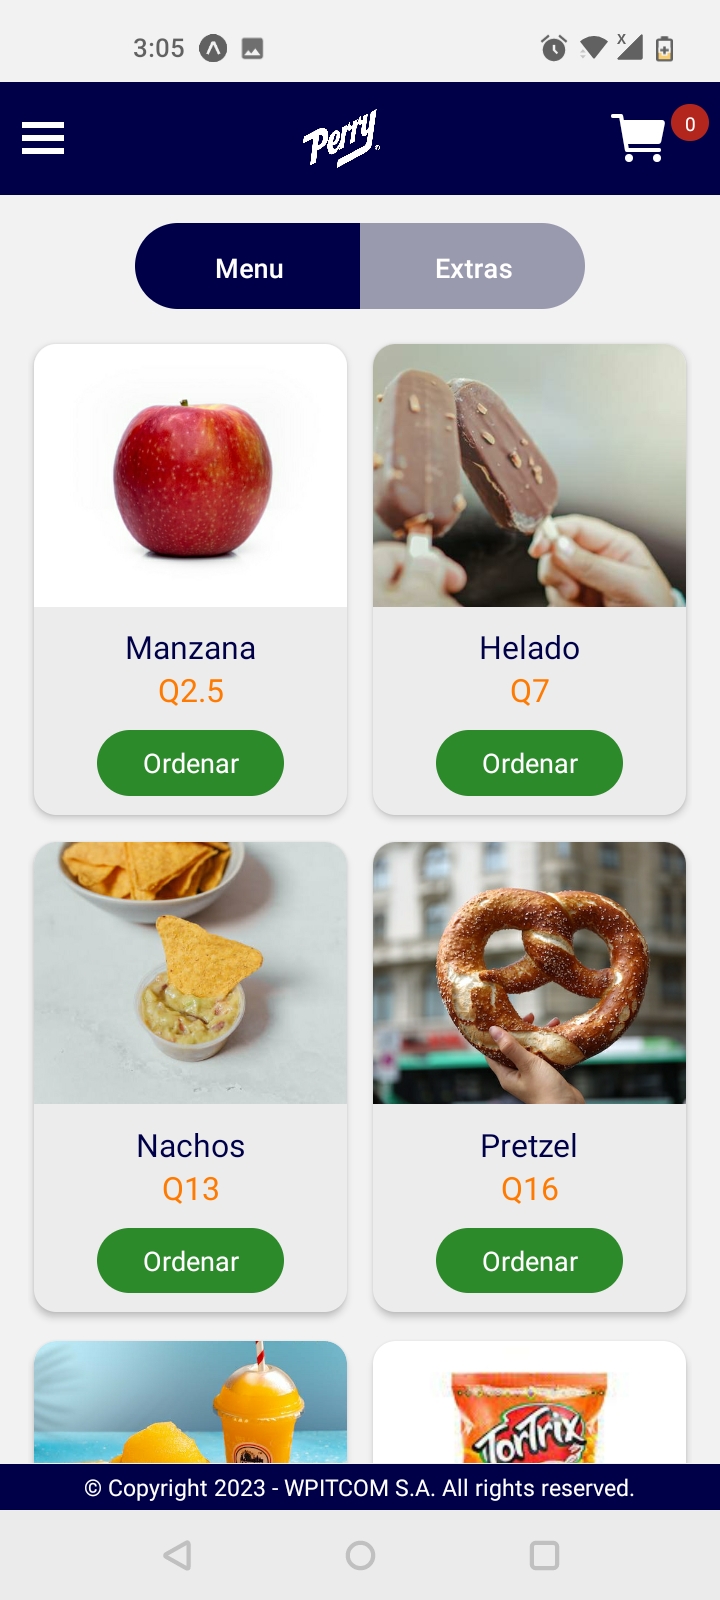 3:05
Perry
0
Menu
Extras
Manzana
Q2.5
Ordenar
Helado
Q7
Ordenar
Nachos
Q13
Ordenar
Pretzel
Q16
Ordenar
TorTrix
© Copyright 2023 - WPITCOM S.A. All rights reserved.